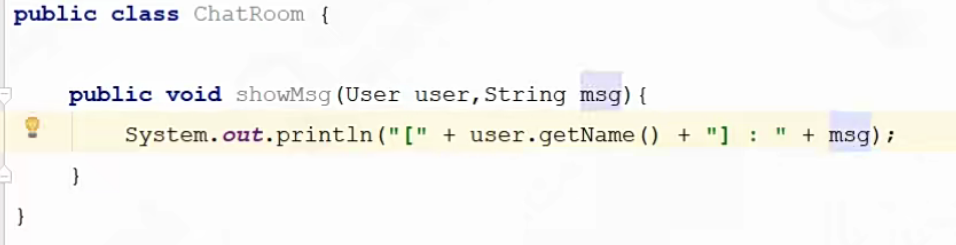 public class ChatRoom {
public void showMsg(User user,String msg){
System.out.println("[" + user.getName() + "] : " + msg);
}
}